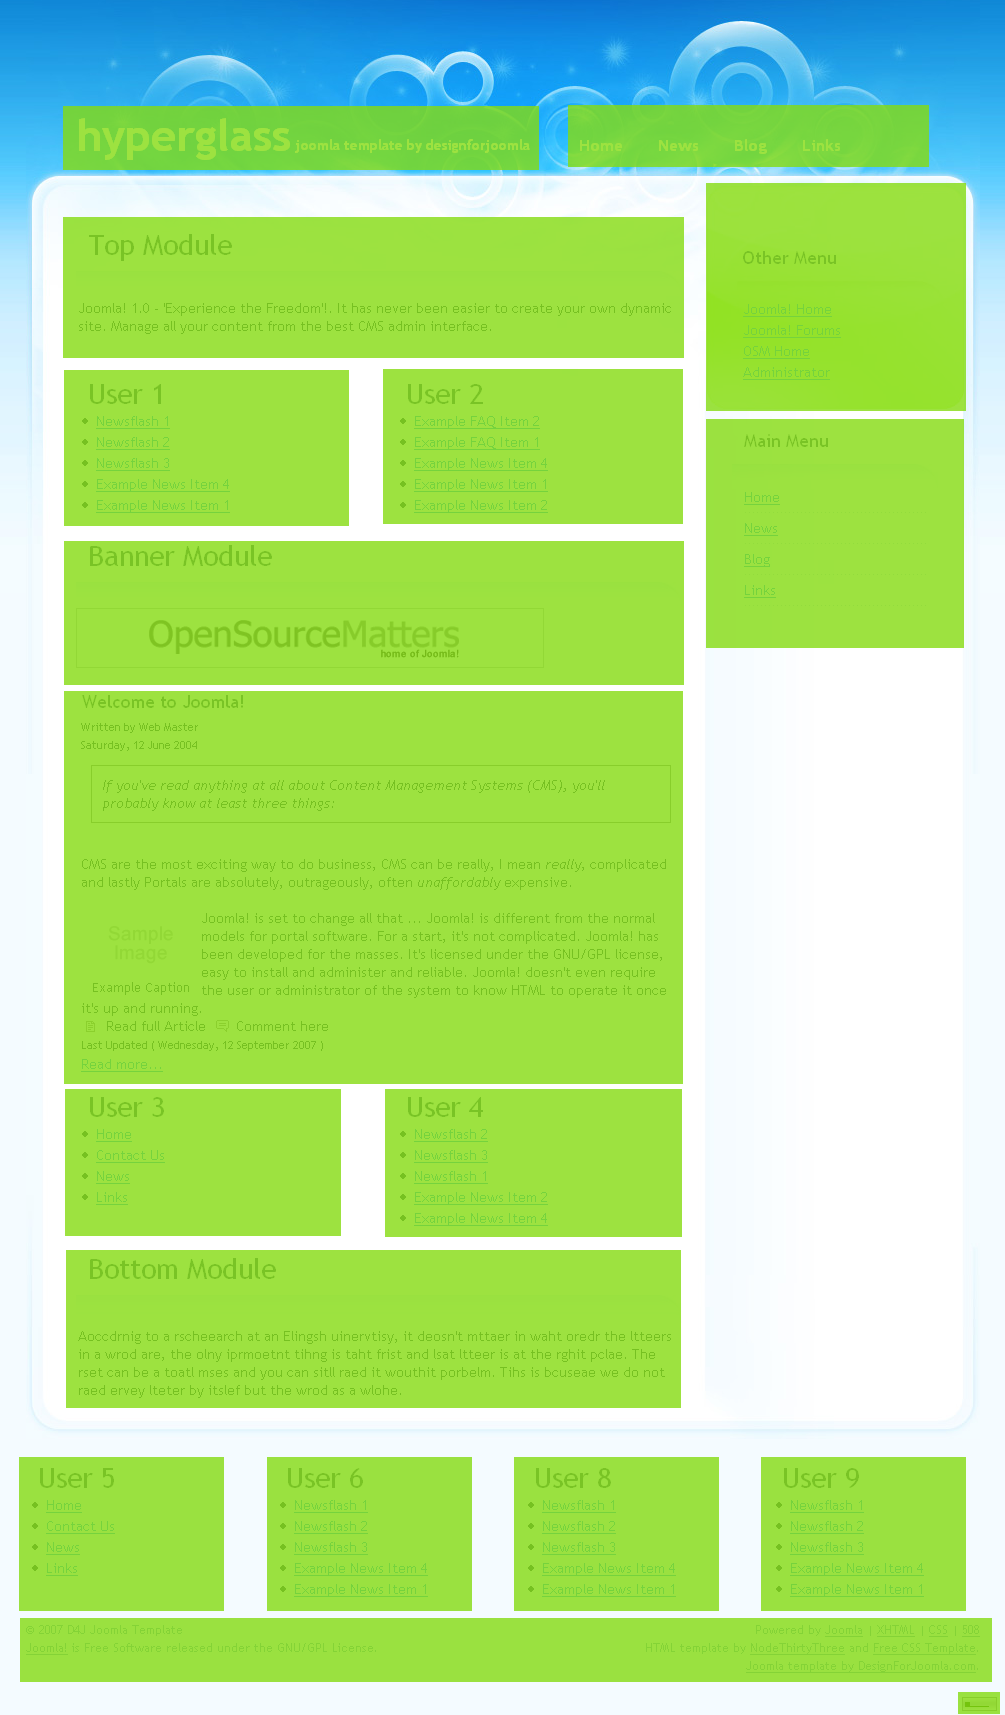 hyperglass joomla template by designforjoomla
Home News Blog Links
Top Module
Joomla! 1.0 - 'Experience the Freedom'!. It has never been easier to create your own dynamic
site. Manage all your content from the best CMS admin interface.
Other Menu
Joomla! Home
Joomla! Forums
OSM Home
Administrator
User 1
Newsflash 1
Newsflash 2
Newsflash 3
Example News Item 4
Example News Item 1
User 2
Example FAQ Item 2
Example FAQ Item 1
Example News Item 4
Example News Item 1
Example News Item 2
Main Menu
Home
News
Blog
Links
Banner Module
OpenSourceMatters
home of Joomla!
Welcome to Joomla!
Written by Web Master
Saturday, 12 June 2004
If you've read anything at all about Content Management Systems (CMS), you'll
probably know at least three things:
CMS are the most exciting way to do business, CMS can be really, I mean really, complicated
and lastly Portals are absolutely, outrageously, often unaffordably expensive.
Sample
Image
Example Caption
Joomla! is set to change all that ... Joomla! is different from the normal
models for portal software. For a start, it's not complicated. Joomla! has
been developed for the masses. It's licensed under the GNU/GPL license,
easy to install and administer and reliable. Joomla! doesn't even require
the user or administrator of the system to know HTML to operate it once
it's up and running.
Read full Article Comment here
Last Updated ( Wednesday, 12 September 2007 )
Read more...
User 3
Home
Contact Us
News
Links
User 4
Newsflash 2
Newsflash 3
Newsflash 1
Example News Item 2
Example News Item 4
Bottom Module
Aoccdrnig to a rscheearch at an Elingsh uinervtisy, it deosn't mttaer in waht oredr the ltteers
in a wrod are, the olny iprmoetnt tihng is taht frist and lsat ltteer is at the rghit pclae. The
rset can be a toatl mses and you can sitll raed it wouthit porbelm. Tihs is bcuseae we do not
raed ervey lteter by itslef but the wrod as a wlohe.
User 5
Home
Contact Us
News
Links
User 6
Newsflash 1
Newsflash 2
Newsflash 3
Example News Item 4
Example News Item 1
User 8
Newsflash 1
Newsflash 2
Newsflash 3
Example News Item 4
Example News Item 1
User 9
Newsflash 1
Newsflash 2
Newsflash 3
Example News Item 4
Example News Item 1
© 2007 D4J Joomla Template
Joomla! is Free Software released under the GNU/GPL License.
Powered by Joomla | XHTML | CSS | 508
HTML template by NodeThirtyThree and Free CSS Template.
Joomla template by DesignForJoomla.com.